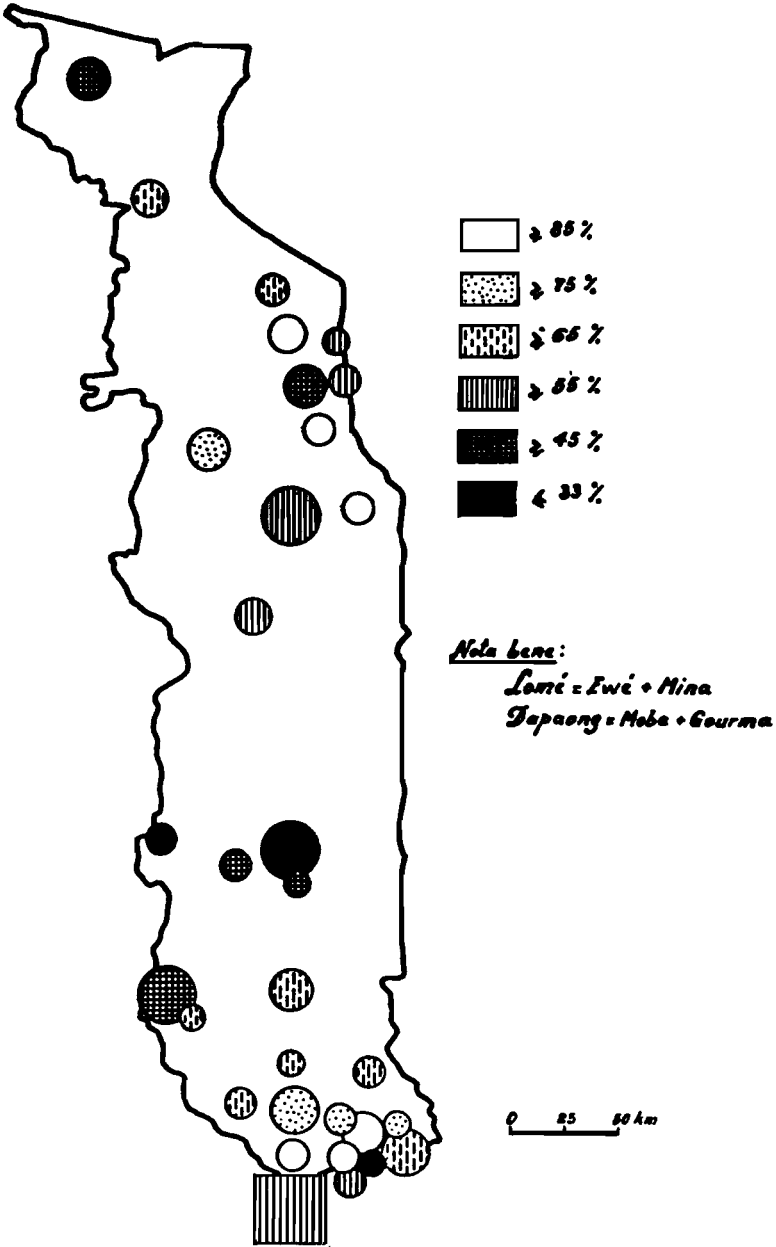 ≥ 85 %
≥ 75 %
≥ 65 %
≥ 55 %
≥ 45 %
< 33 %
Nota bene:
Lomé = Ewé + Mina
Dapaong = Moba + Gourma
0 25 50 km